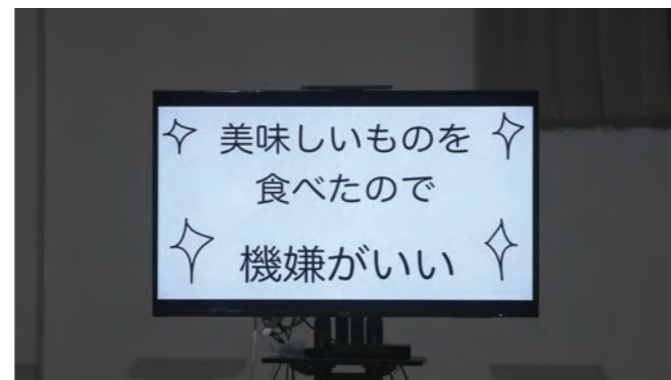 美味しいものを
食べたので
機嫌がいい